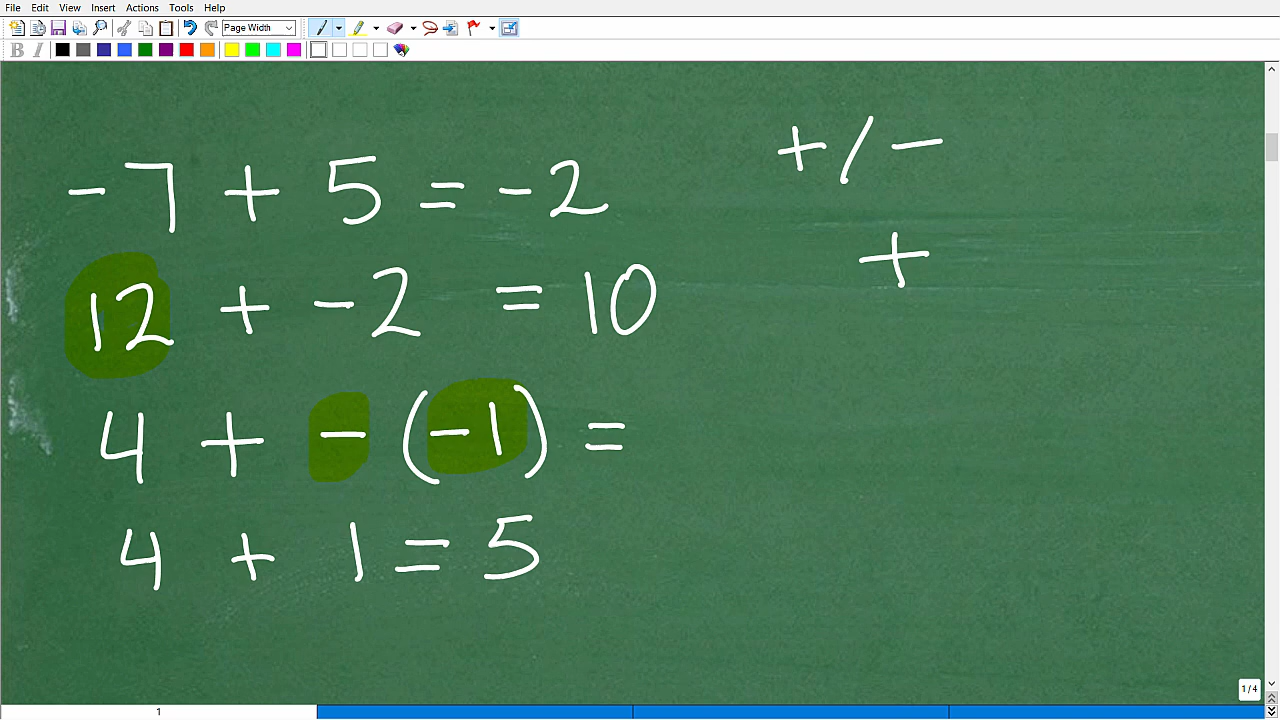 File Edit View Insert Actions Tools Help
Page Width
B I
-7 + 5 = -2
+/-
+
12 + -2 = 10
4 + -(-1) =
4 + 1 = 5
1/4
1